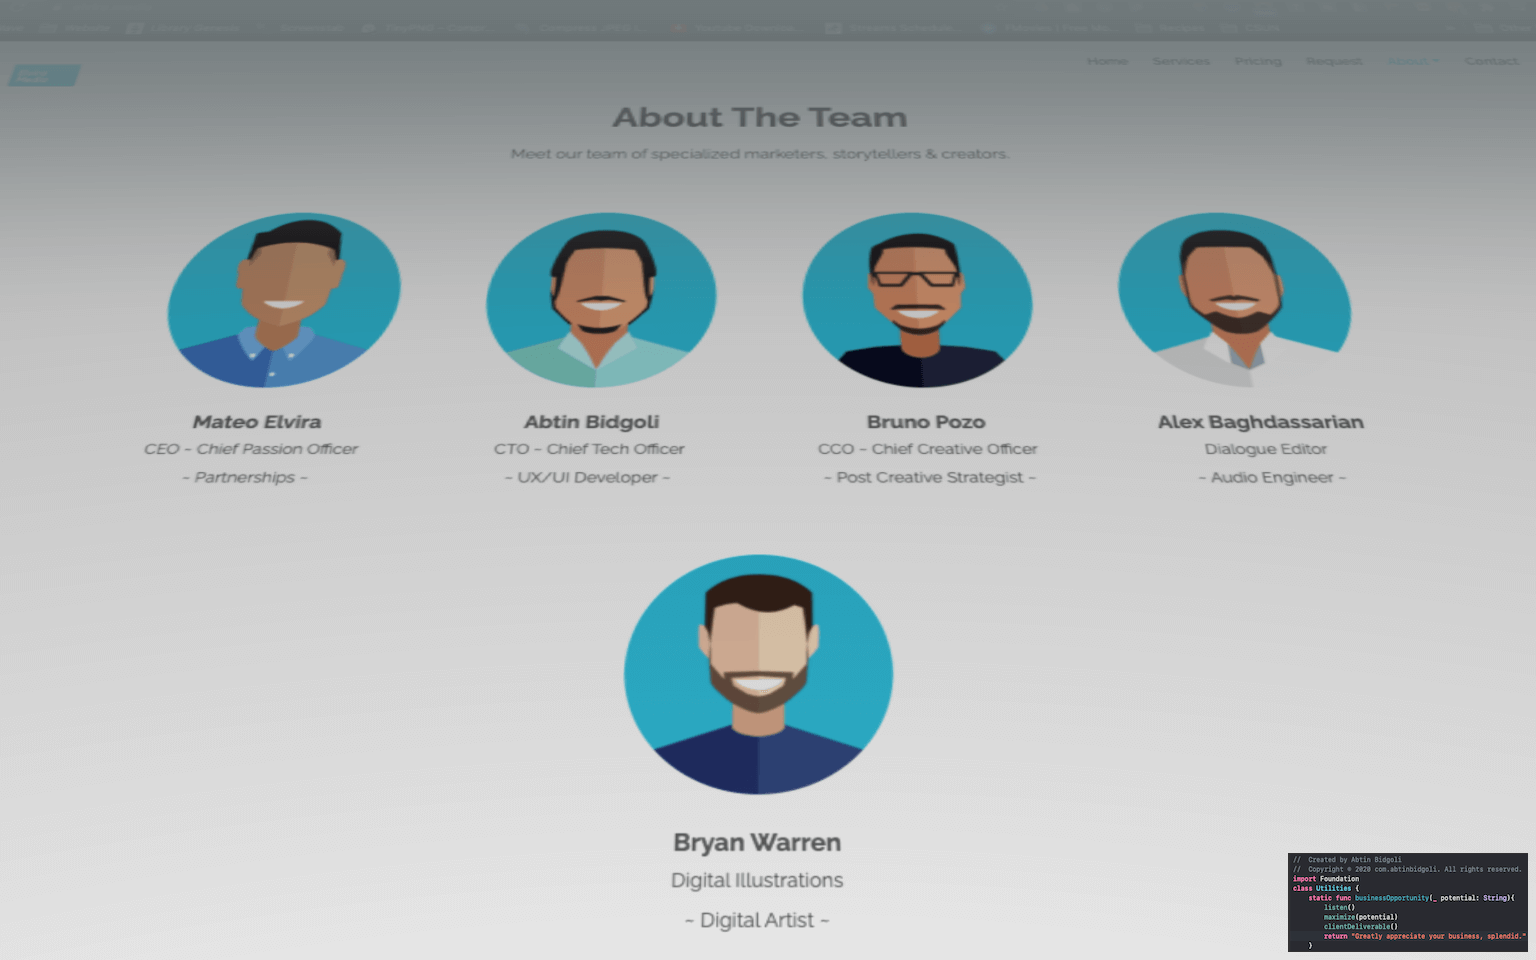 Home Services Pricing Request About Contact
About The Team
Meet our team of specialized marketers, storytellers & creators.
Mateo Elvira Abtin Bidgoli Bruno Pozo Alex Baghdassarian
CEO ~ Chief Passion Officer CTO ~ Chief Tech Officer CCO ~ Chief Creative Officer Dialogue Editor
~ Partnerships ~ ~ UX/UI Developer ~ ~ Post Creative Strategist ~ ~ Audio Engineer ~
Bryan Warren
Digital Illustrations
~ Digital Artist ~
// Created by Abtin Bidgoli
// Copyright © 2020 com.abtinbidgoli. All rights reserved.
import Foundation
class Utilities {
static func businessOpportunity(_ potential: String){
listen()
maximize(potential)
clientDeliverable()
return "Greatly appreciate your business, splendid."
}